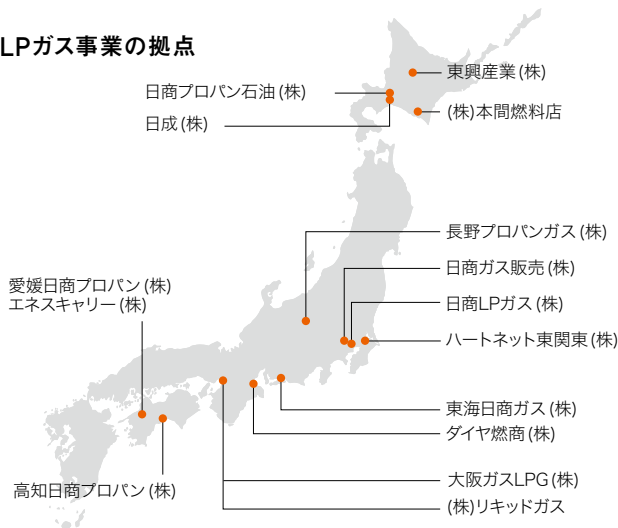 LPガス事業の拠点
東興産業(株)
日商プロパン石油(株)
(株)本間燃料店
日成(株)
長野プロパンガス(株)
日商ガス販売(株)
愛媛日商プロパン(株)
エネスキャリー(株)
日商LPガス(株)
ハートネット東関東(株)
東海日商ガス(株)
ダイヤ燃商(株)
大阪ガスLPG(株)
高知日商プロパン(株)
(株)リキッドガス